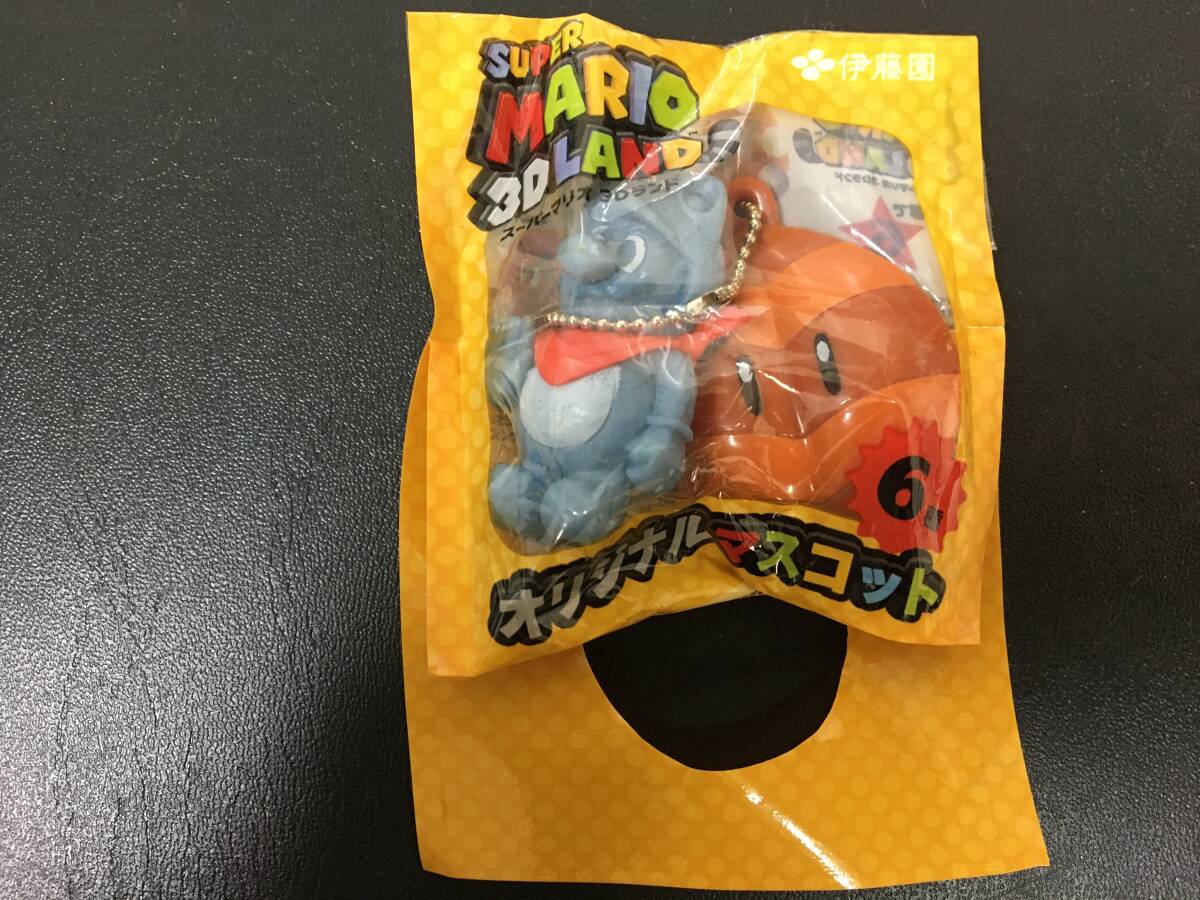 SUPER
MARIO
3D LAND™
スーパーマリオ 3Dランド
伊藤園
6
オリジナルマスコット